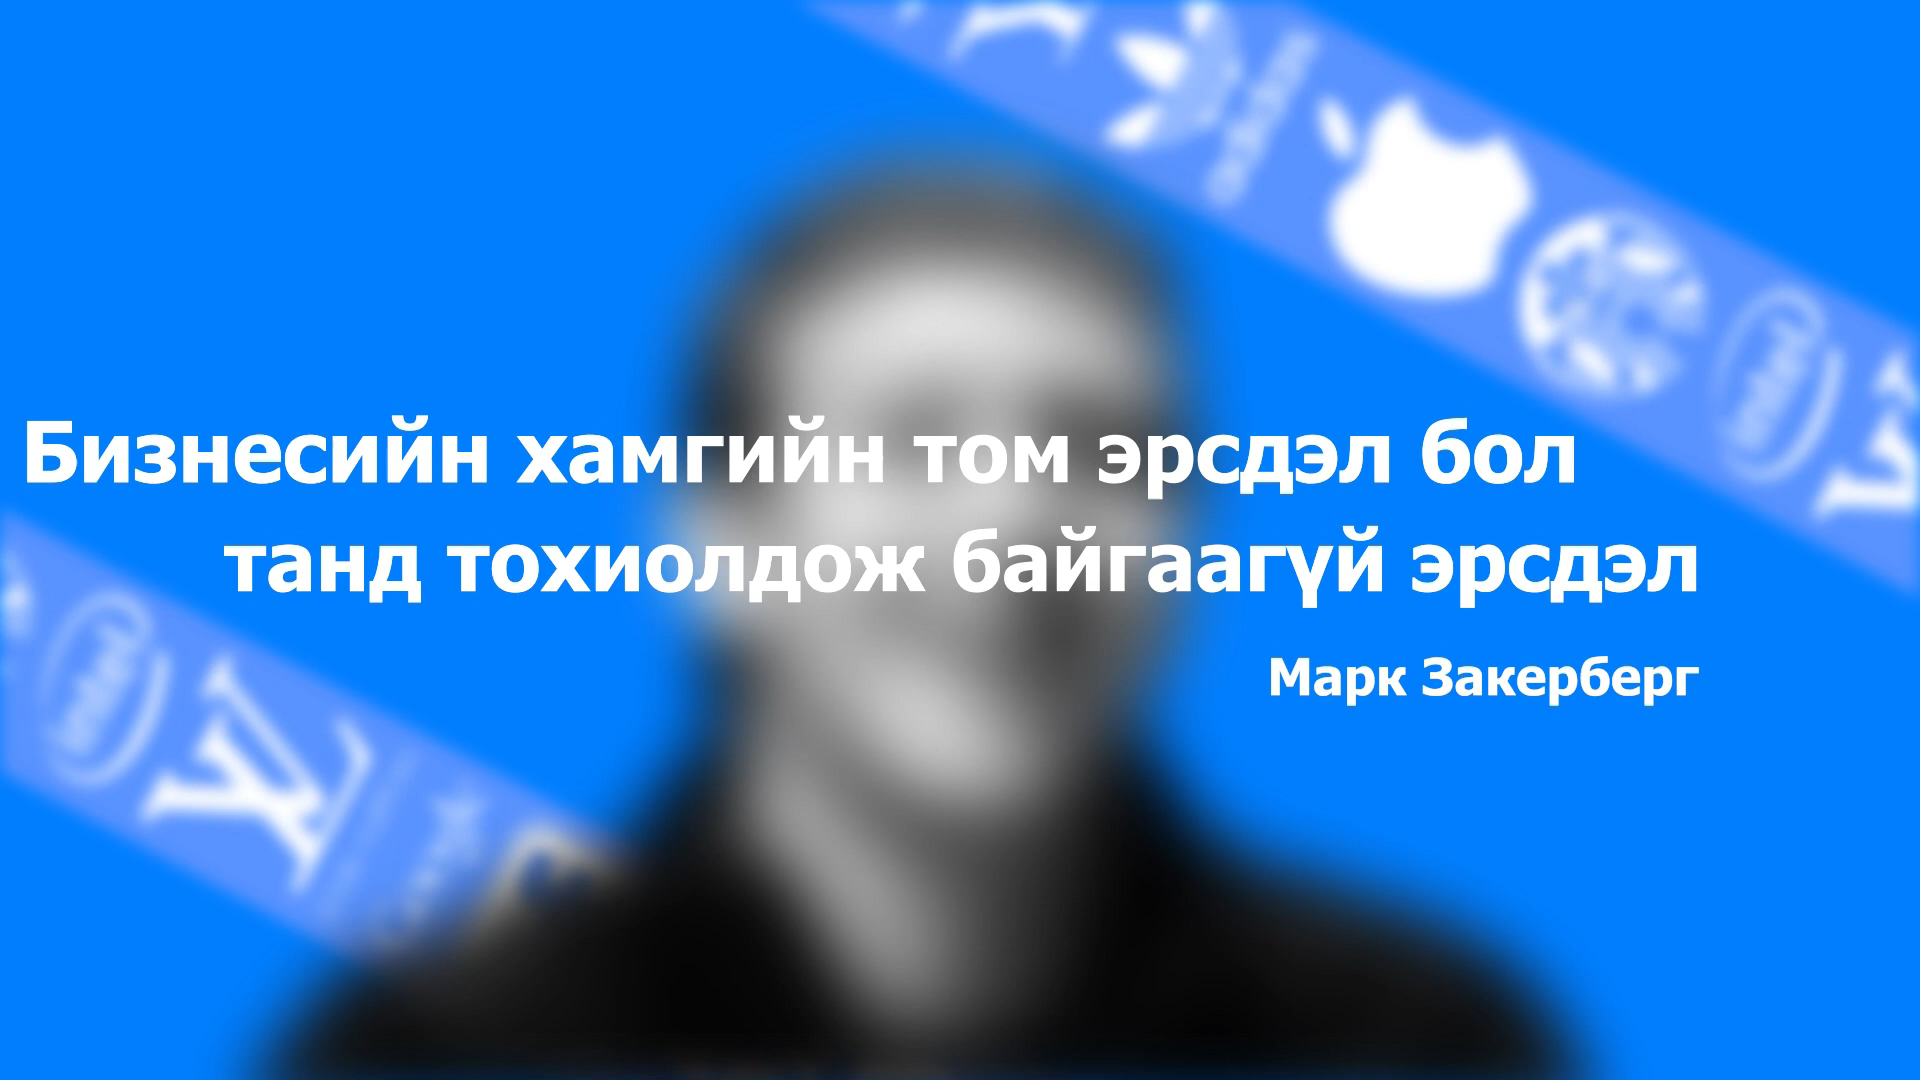 Бизнесийн хамгийн том эрсдэл бол
танд тохиолдож байгаагүй эрсдэл
Марк Закерберг